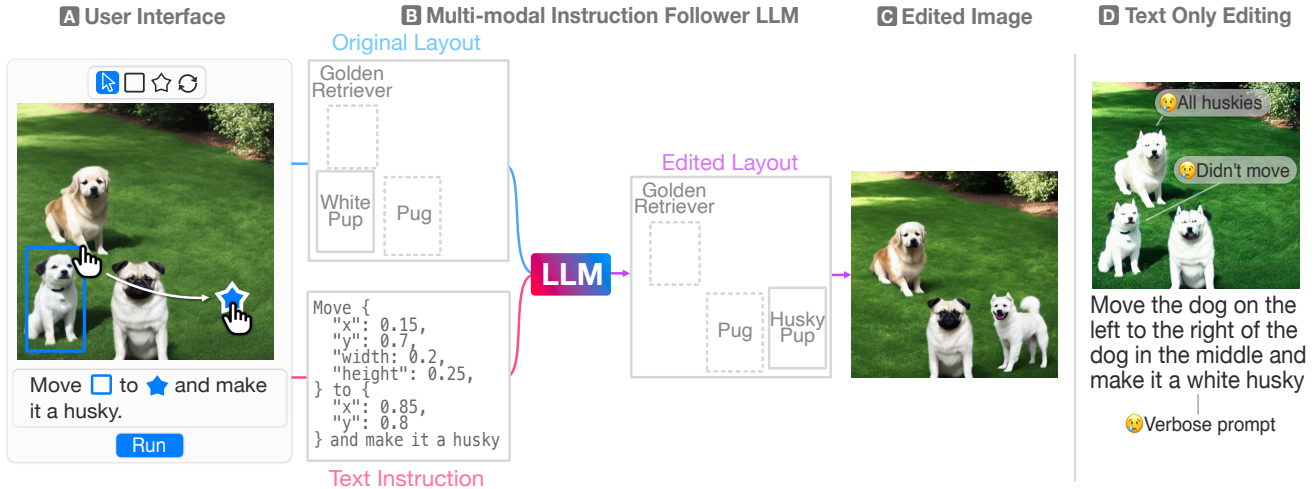 A User Interface
B Multi-modal Instruction Follower LLM
C Edited Image
D Text Only Editing
Original Layout
Golden
Retriever
White
Pup
Pug
Move {
"x": 0.15,
"y": 0.7,
"width: 0.2,
"height": 0.25,
} to {
"x": 0.85,
"y": 0.8
} and make it a husky
Text Instruction
Move to and make
it a husky.
Run
LLM
Edited Layout
Golden
Retriever
Pug
Husky
Pup
All huskies
Didn't move
Move the dog on the
left to the right of the
dog in the middle and
make it a white husky
Verbose prompt